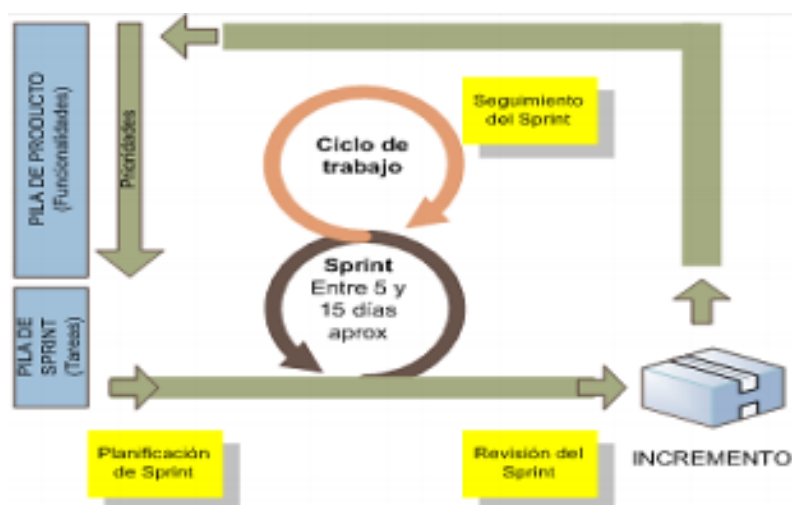 PILA DE PRODUCTO
(Funcionalidades)
Prioridades
Seguimiento
del Sprint
Ciclo de
trabajo
Sprint
Entre 5 y
15 días
aprox
PILA DE
SPRINT
(Tareas)
Planificación
de Sprint
Revisión del
Sprint
INCREMENTO